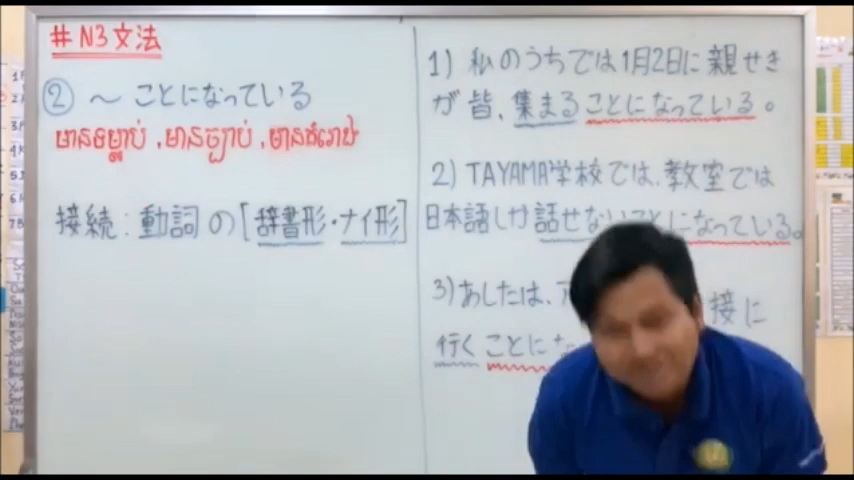 # N3 文法
② ～ ことになっている
មានទម្លាប់ , មានច្បាប់ , មានគំរោង
接続 : 動詞 の [辞書形・ナイ形]
1) 私のうちでは1月2日に親せき
が皆、集まることになっている。
2) TAYAMA学校では、教室では
日本語しか話せないことになっている。
3) あしたは、
接に
行くことにな